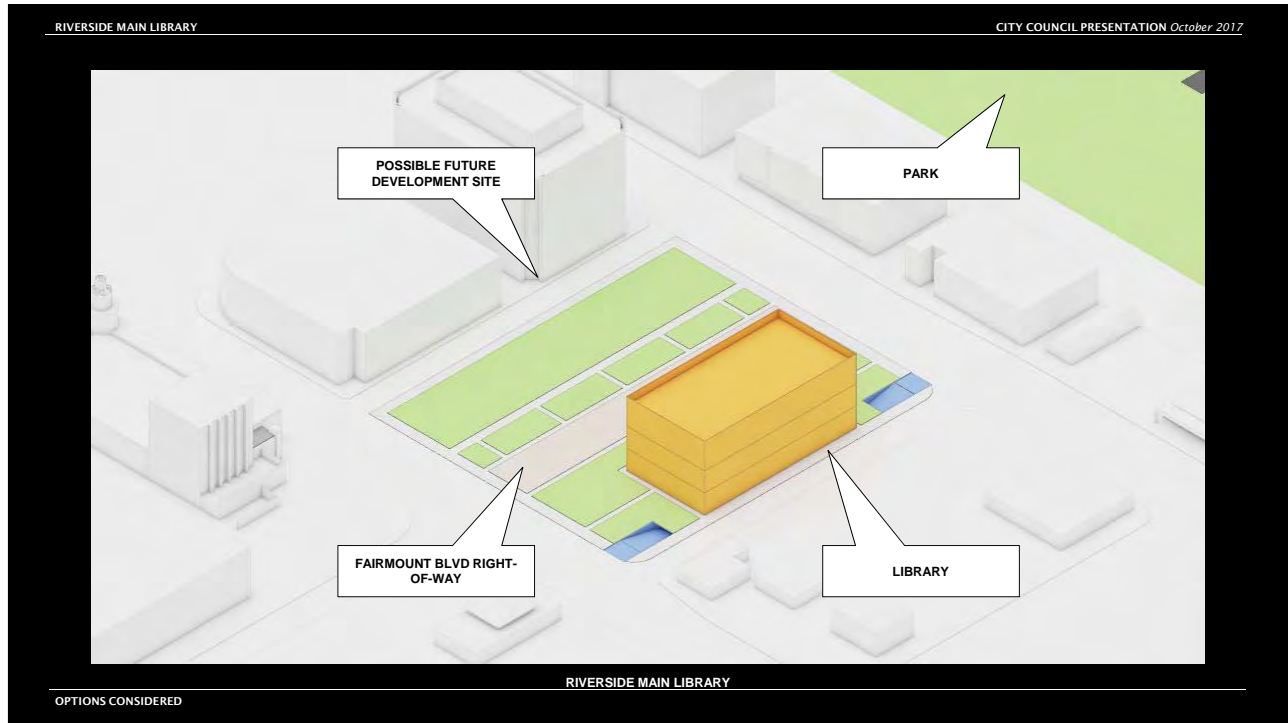 RIVERSIDE MAIN LIBRARY
CITY COUNCIL PRESENTATION October 2017
POSSIBLE FUTURE
DEVELOPMENT SITE
PARK
FAIRMOUNT BLVD RIGHT-
OF-WAY
LIBRARY
RIVERSIDE MAIN LIBRARY
OPTIONS CONSIDERED